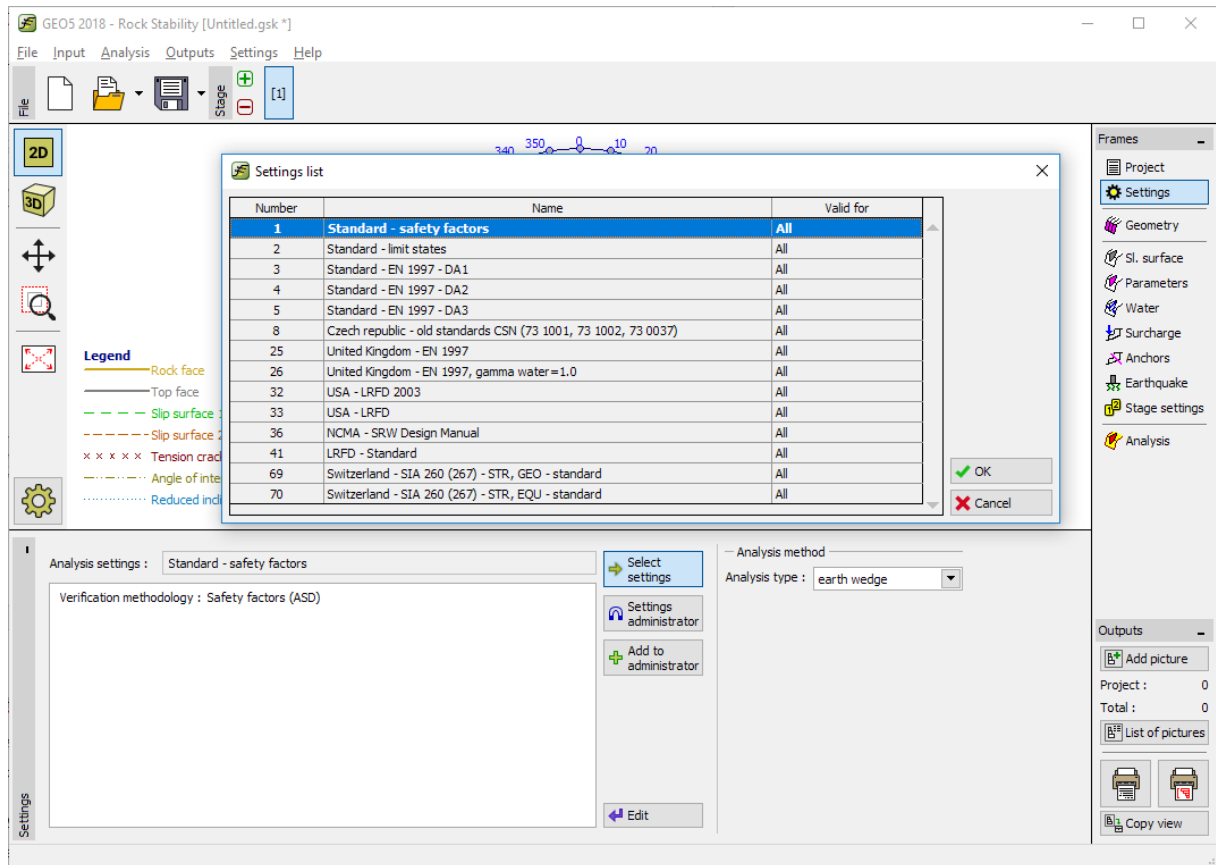 GEO5 2018 - Rock Stability [Untitled.gsk *]
File Input Analysis Outputs Settings Help
File
Stage
[1]
2D
3D
340 350 0 10 20
Legend
Rock face
Top face
Slip surface
Slip surface
Tension
Angle of
Reduced
Settings list
Number Name Valid for
1 Standard - safety factors All
2 Standard - limit states All
3 Standard - EN 1997 - DA1 All
4 Standard - EN 1997 - DA2 All
5 Standard - EN 1997 - DA3 All
8 Czech republic - old standards CSN (73 1001, 73 1002, 73 0037) All
25 United Kingdom - EN 1997 All
26 United Kingdom - EN 1997, gamma water=1.0 All
32 USA - LRFD 2003 All
33 USA - LRFD All
36 NCMA - SRW Design Manual All
41 LRFD - Standard All
69 Switzerland - SIA 260 (267) - STR, GEO - standard All
70 Switzerland - SIA 260 (267) - STR, EQU - standard All
OK
Cancel
Frames
Project
Settings
Geometry
Sl. surface
Parameters
Water
Surcharge
Anchors
Earthquake
Stage settings
Analysis
Settings
Analysis settings : Standard - safety factors
Verification methodology : Safety factors (ASD)
Select
settings
Settings
administrator
Add to
administrator
Edit
Analysis method
Analysis type : earth wedge
Outputs
Add picture
Project : 0
Total : 0
List of pictures
Copy view